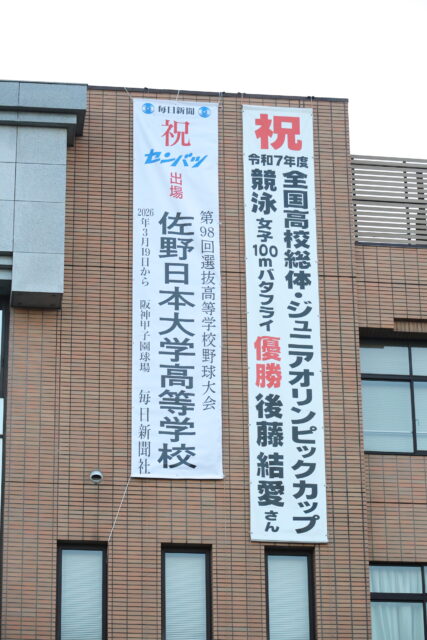 毎日新聞
祝
センバツ
出場
第98回選抜高等学校野球大会
佐野日本大学高等学校
2026年3月19日から 阪神甲子園球場 毎日新聞社
祝
令和7年度
全国高校総体・ジュニアオリンピックカップ
競泳 女子100mバタフライ 優勝 後藤 結愛さん